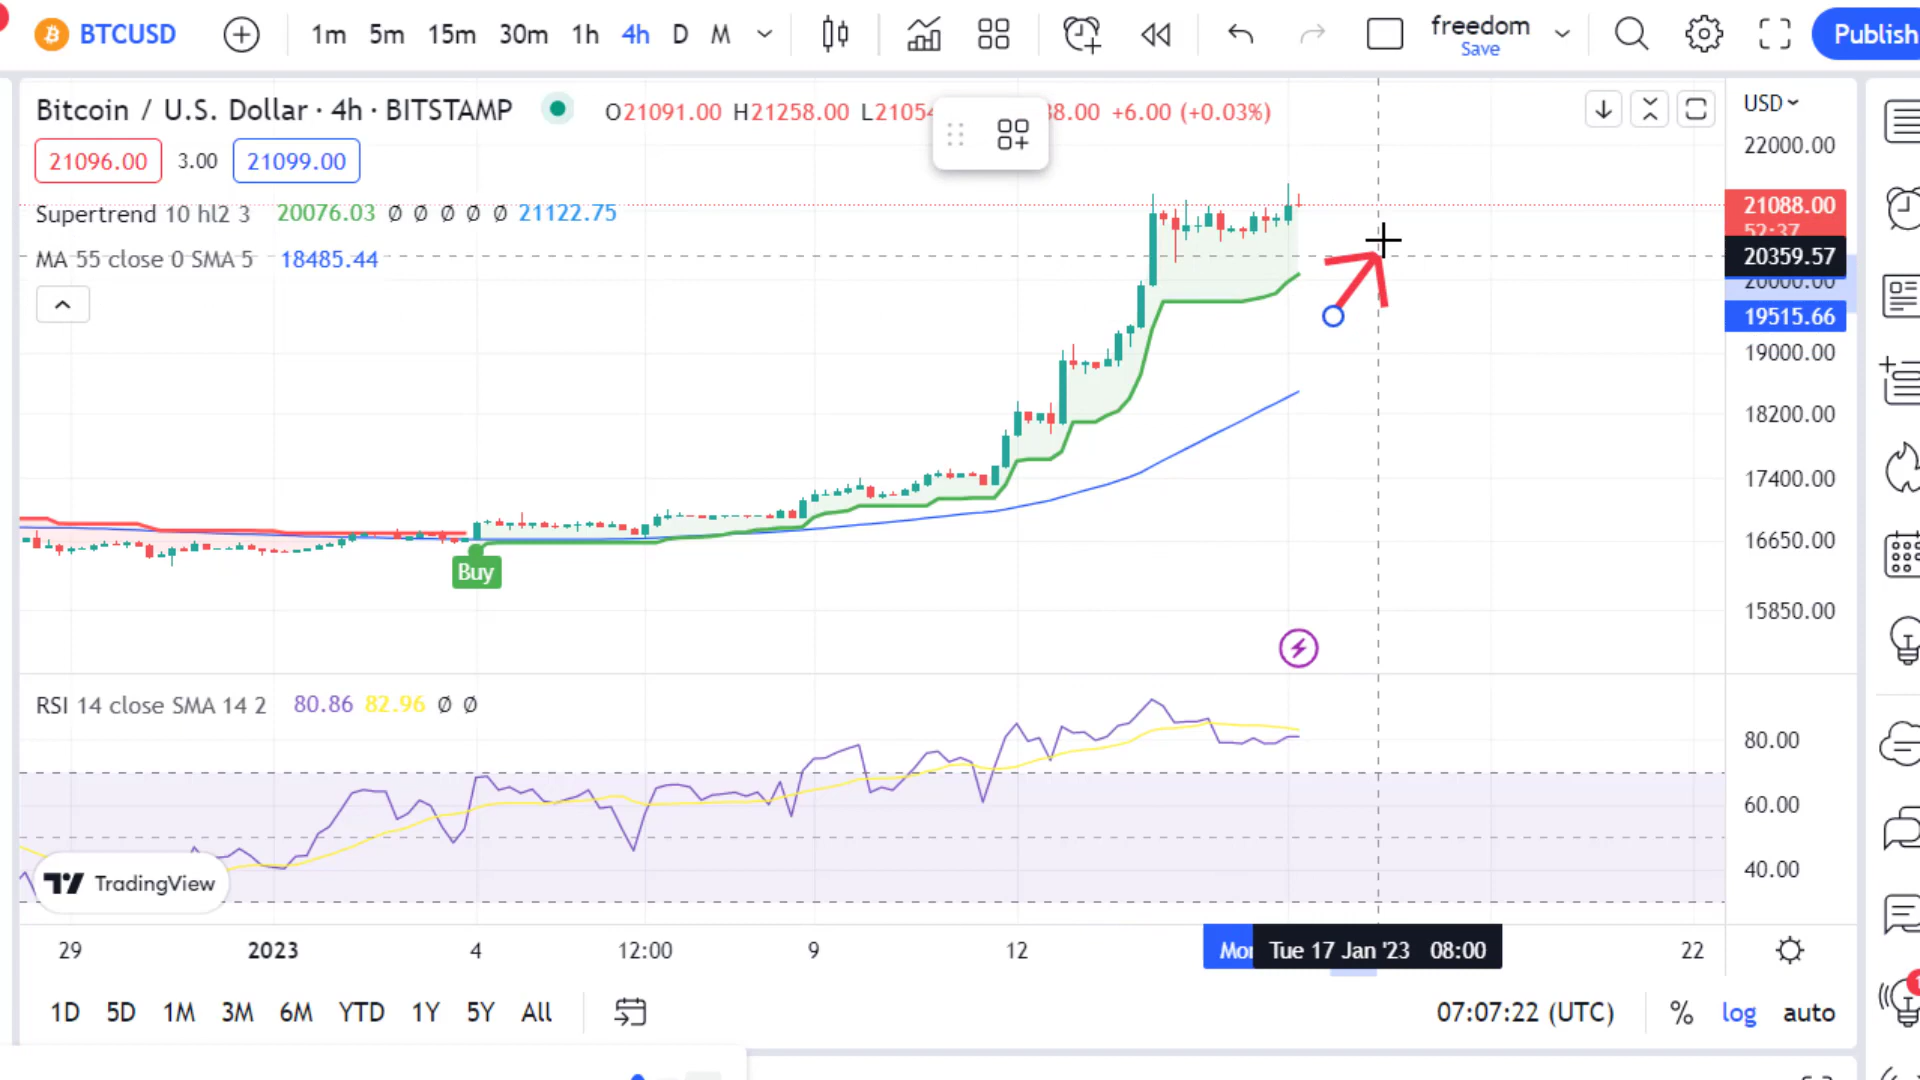 BTCUSD 1m 5m 15m 30m 1h 4h D M freedom Save Publish
Bitcoin / U.S. Dollar · 4h · BITSTAMP O21091.00 H21258.00 +6.00 (+0.03%)
USD
22000.00
21096.00 3.00 21099.00
Supertrend 10 hl2 3 20076.03 Ø Ø Ø Ø Ø 21122.75
21088.00
52:37
MA 55 close 0 SMA 5 18485.44
20359.57
20000.00
19515.66
19000.00
18200.00
17400.00
16650.00
Buy
15850.00
RSI 14 close SMA 14 2 80.86 82.96 Ø Ø
80.00
60.00
40.00
TradingView
29 2023 4 12:00 9 12 Tue 17 Jan '23 08:00 22
1D 5D 1M 3M 6M YTD 1Y 5Y All 07:07:22 (UTC) % log auto